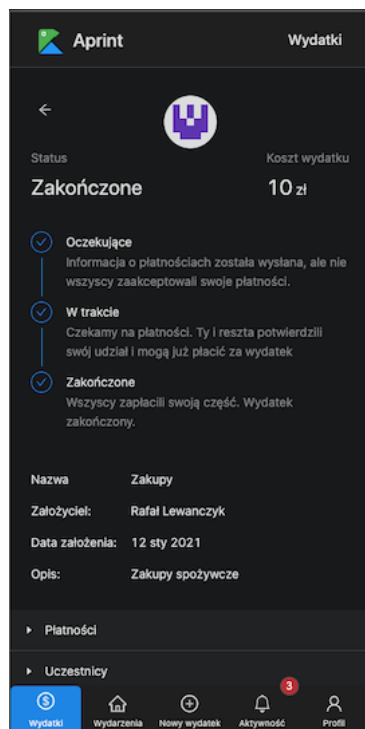 Aprint
Wydatki
Status
Koszt wydatku
Zakończone
10 zł
Oczekujące
Informacja o płatnościach została wysłana, ale nie
wszyscy zaakceptowali swoje płatności.
W trakcie
Czekamy na płatności. Ty i reszta potwierdzili
swój udział i mogą już płacić za wydatek
Zakończone
Wszyscy zapłacili swoją część. Wydatek
zakończony.
Nazwa Zakupy
Założyciel: Rafał Lewanczyk
Data założenia: 12 sty 2021
Opis: Zakupy spożywcze
Płatności
Uczestnicy
3
Wydatki Wydarzenia Nowy wydatek Aktywność Profil